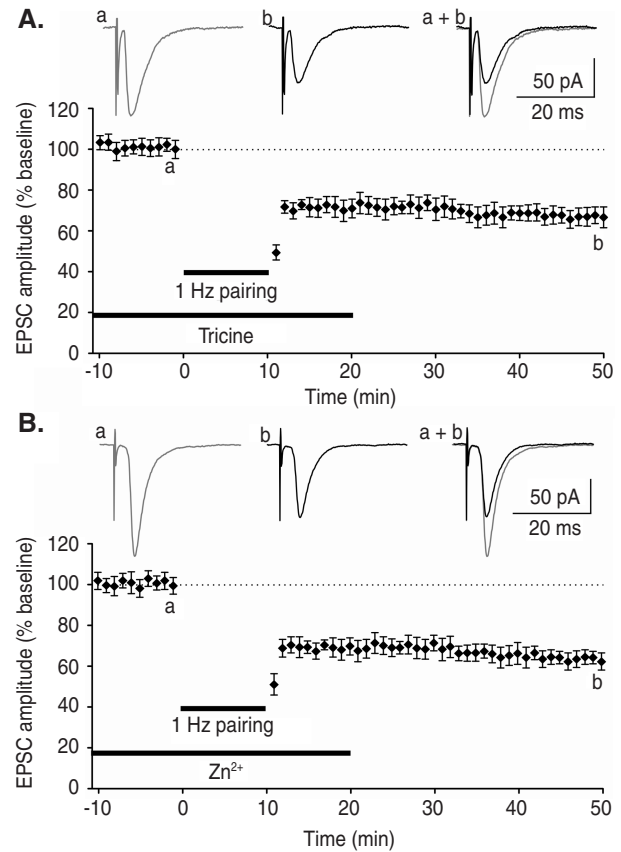 A.
a
b
a + b
50 pA
20 ms
EPSC amplitude (% baseline)
120
100
80
60
40
20
0
a
b
1 Hz pairing
Tricine
-10
0
10
20
30
40
50
Time (min)
B.
a
b
a + b
50 pA
20 ms
EPSC amplitude (% baseline)
120
100
80
60
40
20
0
a
b
1 Hz pairing
Zn²⁺
-10
0
10
20
30
40
50
Time (min)